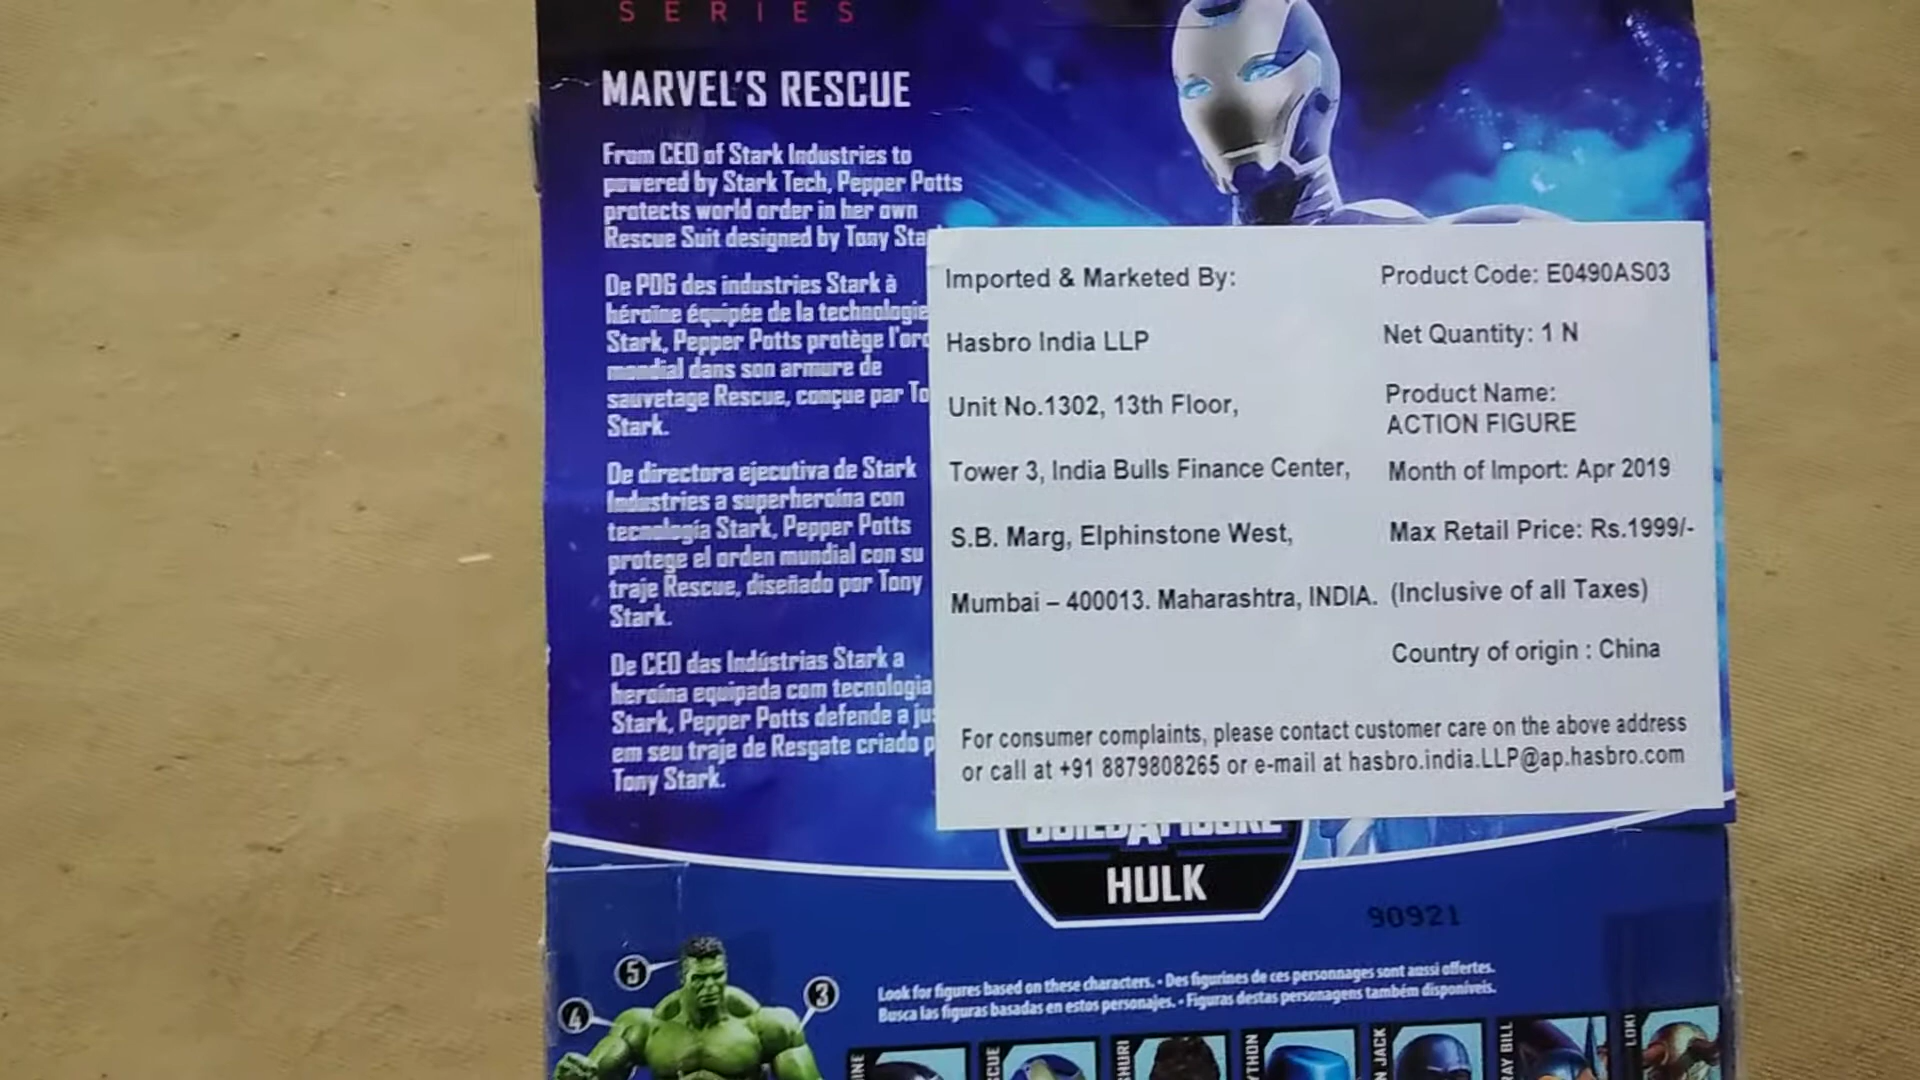 SERIES
MARVEL'S RESCUE
From CEO of Stark Industries to
powered by Stark Tech, Pepper Potts
protects world order in her own
Rescue Suit designed by Tony
De PDG des industries Stark à
héroïne équipée de la technologie
Stark, Pepper Potts protège
mondial dans son armure de
sauvetage Rescue, conçue par
Stark.
De directora ejecutiva de Stark
Industries a superheroína con
tecnología Stark, Pepper Potts
protege el orden mundial con su
traje Rescue, diseñado por Tony
Stark.
De CEO das Indústrias Stark a
heroína equipada com tecnologia
Stark, Pepper Potts defende a
em seu traje de Resgate criado
Tony Stark.
Imported & Marketed By:
Hasbro India LLP
Unit No.1302, 13th Floor,
Tower 3, India Bulls Finance Center,
S.B. Marg, Elphinstone West,
Mumbai – 400013. Maharashtra, INDIA.
Product Code: E0490AS03
Net Quantity: 1 N
Product Name:
ACTION FIGURE
Month of Import: Apr 2019
Max Retail Price: Rs.1999/-
(Inclusive of all Taxes)
Country of origin : China
For consumer complaints, please contact customer care on the above address
or call at +91 8879808265 or e-mail at hasbro.india.LLP@ap.hasbro.com
HULK
90921
5
3
4
Look for figures based on these characters. • Des figurines de ces personnages sont aussi offertes.
Busca las figuras basadas en estos personajes. • Figuras destas personagens também disponíveis.
LOKI